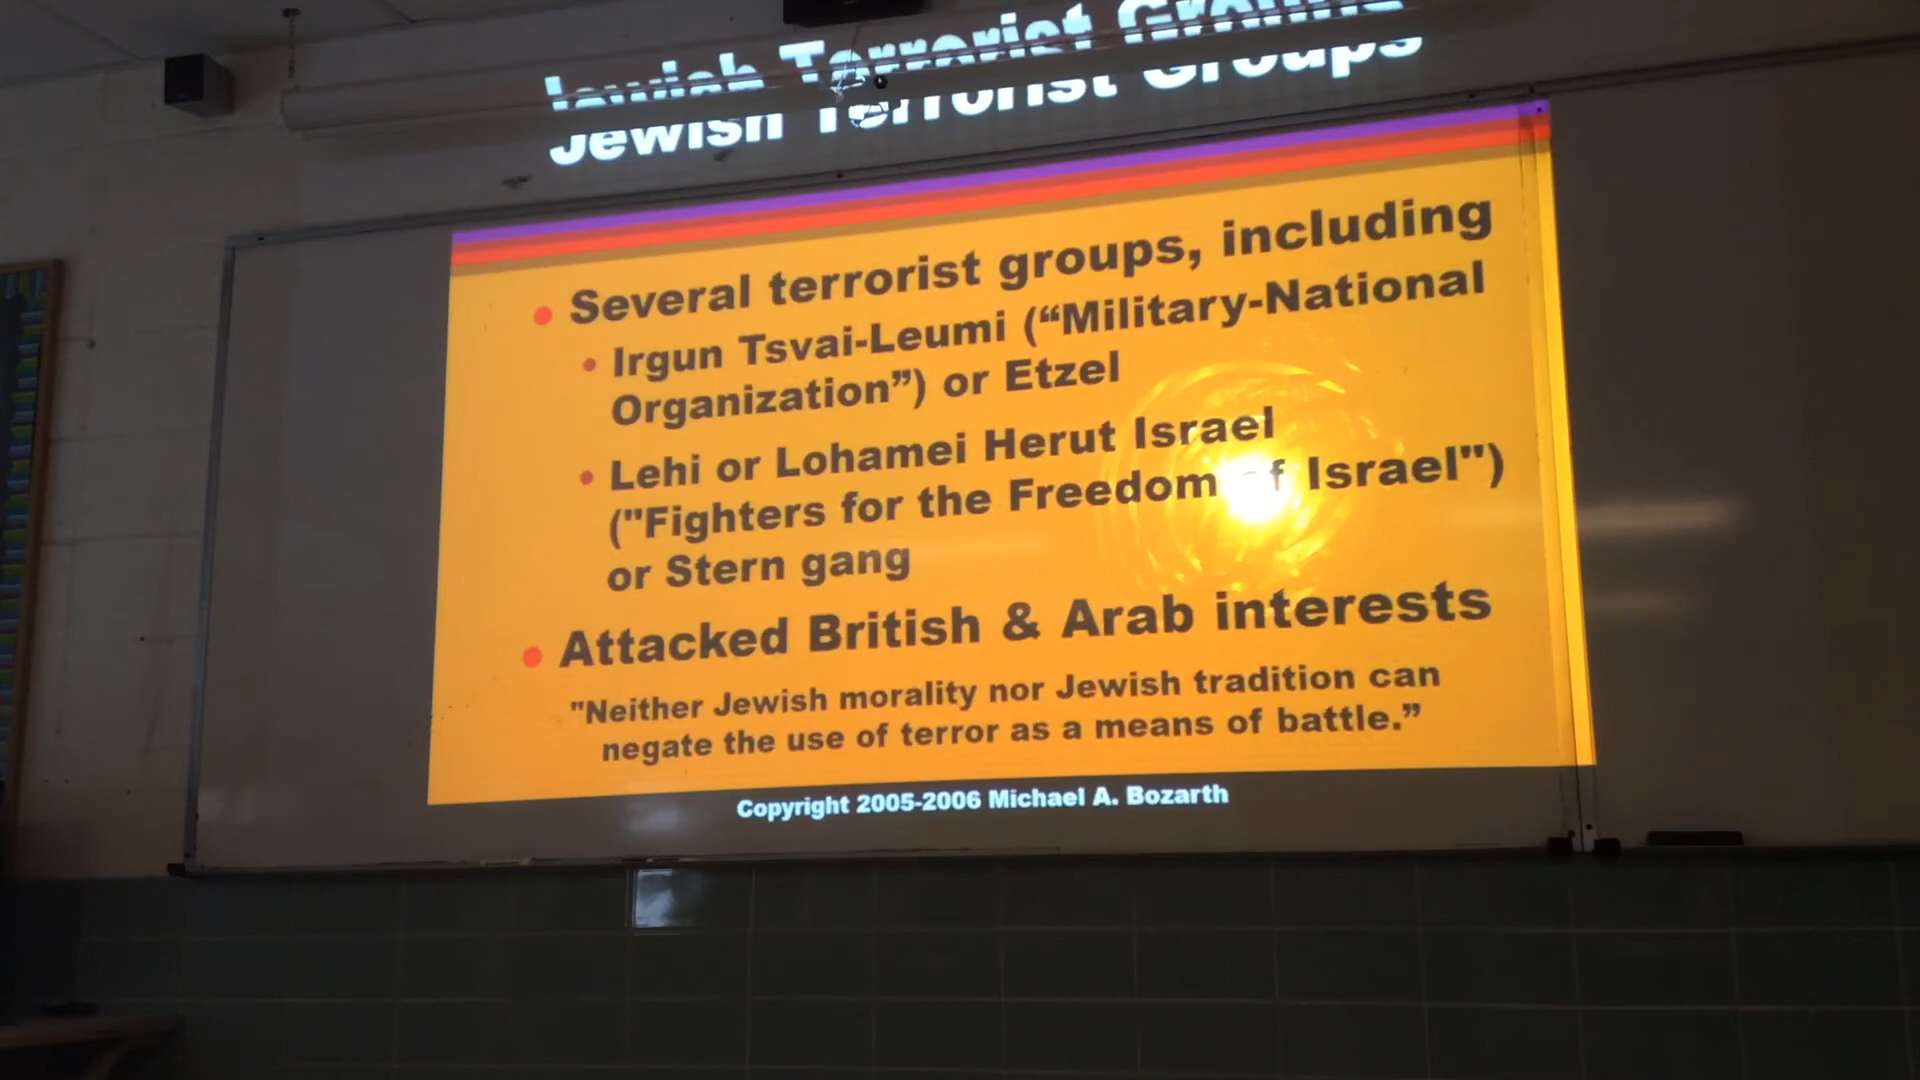 Jewish Terrorist Groups
Several terrorist groups, including
Irgun Tsvai-Leumi (“Military-National
Organization”) or Etzel
Lehi or Lohamei Herut Israel
("Fighters for the Freedom of Israel")
or Stern gang
Attacked British & Arab interests
"Neither Jewish morality nor Jewish tradition can
negate the use of terror as a means of battle.”
Copyright 2005-2006 Michael A. Bozarth